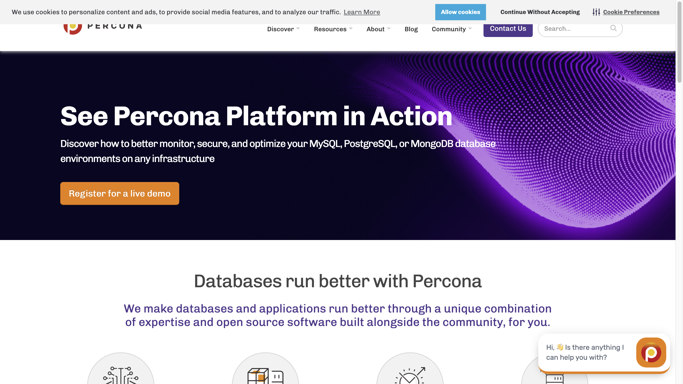 We use cookies to personalize content and ads, to provide social media features, and to analyze our traffic. Learn More
Allow cookies
Continue Without Accepting
Cookie Preferences
PERCONA
Discover
Resources
About
Blog
Community
Contact Us
Search...
See Percona Platform in Action
Discover how to better monitor, secure, and optimize your MySQL, PostgreSQL, or MongoDB database
environments on any infrastructure
Register for a live demo
Databases run better with Percona
We make databases and applications run better through a unique combination
of expertise and open source software built alongside the community, for you.
Hi, 👋 Is there anything I
can help you with?